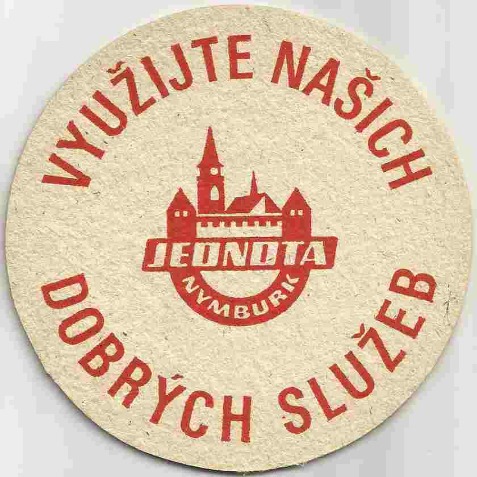 VYUŽIJTE NAŠICH
JEDNOTA
NYMBURK
DOBRÝCH SLUŽEB